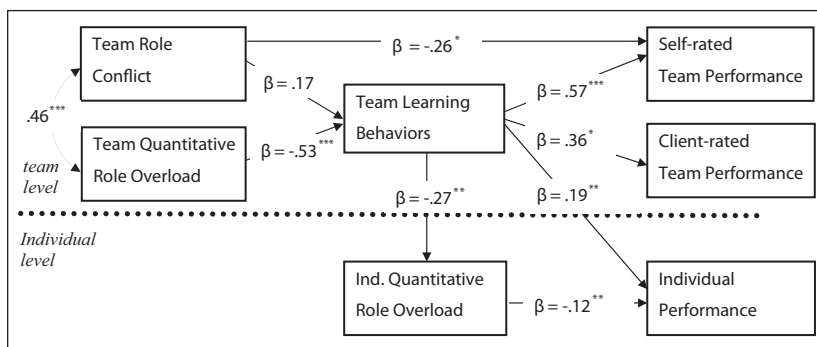 Team Role
Conflict
β = -.26*
Self-rated
Team Performance
β = .17
β = .57***
.46***
Team Learning
Behaviors
Team Quantitative
Role Overload
β = -.53***
β = .36*
Client-rated
Team Performance
team
level
β = -.27**
β = .19**
Individual
level
Ind. Quantitative
Role Overload
β = -.12**
Individual
Performance